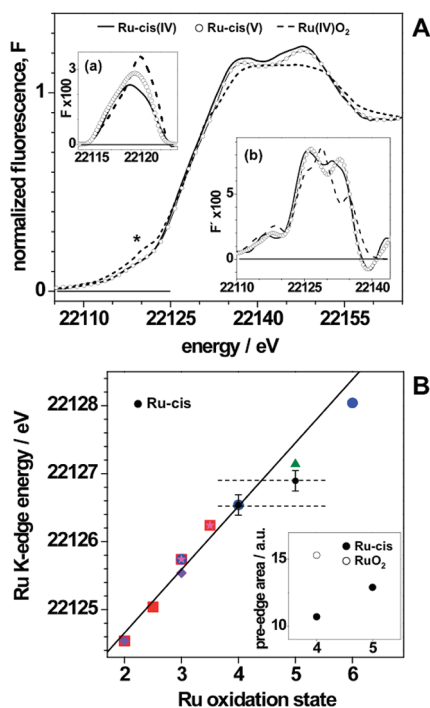 Ru-cis(IV) Ru-cis(V) Ru(IV)O₂
A
normalized fluorescence, F
1
0
*
(a)
F x100
3
0
22115 22120
(b)
F' x100
5
0
22110 22125 22140
22110 22125 22140 22155
energy / eV
B
Ru-cis
Ru K-edge energy / eV
22128
22127
22126
22125
pre-edge area / a.u.
15
10
Ru-cis
RuO₂
4 5
2 3 4 5 6
Ru oxidation state